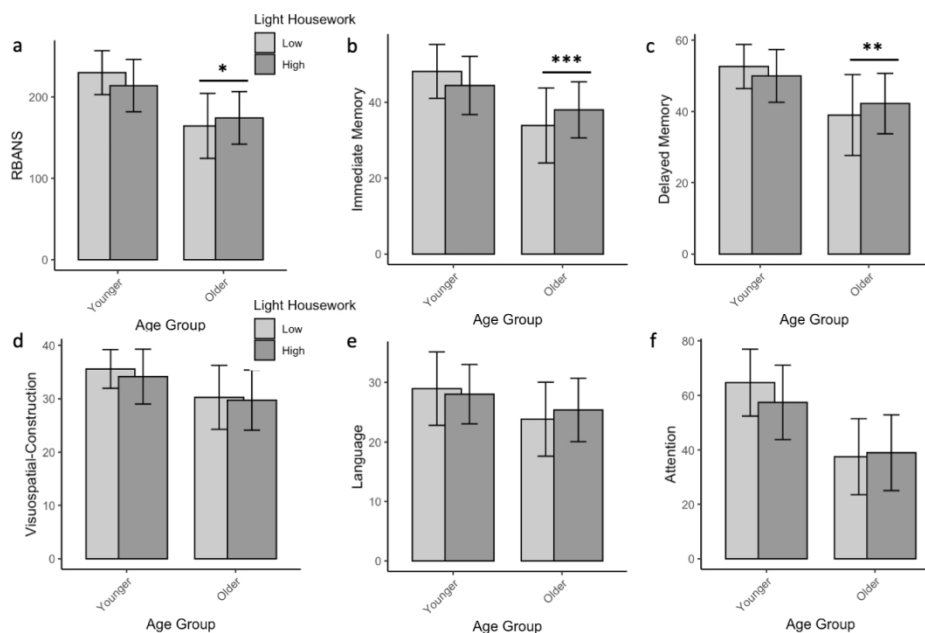 a
Light Housework
Low
High
*
RBANS
200
100
0
Younger
Older
Age Group
b
***
Immediate Memory
40
20
0
Younger
Older
Age Group
c
**
Delayed Memory
60
40
20
0
Younger
Older
Age Group
d
Light Housework
Low
High
Visuospatial-Construction
40
30
20
10
0
Younger
Older
Age Group
e
Language
30
20
10
0
Younger
Older
Age Group
f
Attention
80
60
40
20
0
Younger
Older
Age Group